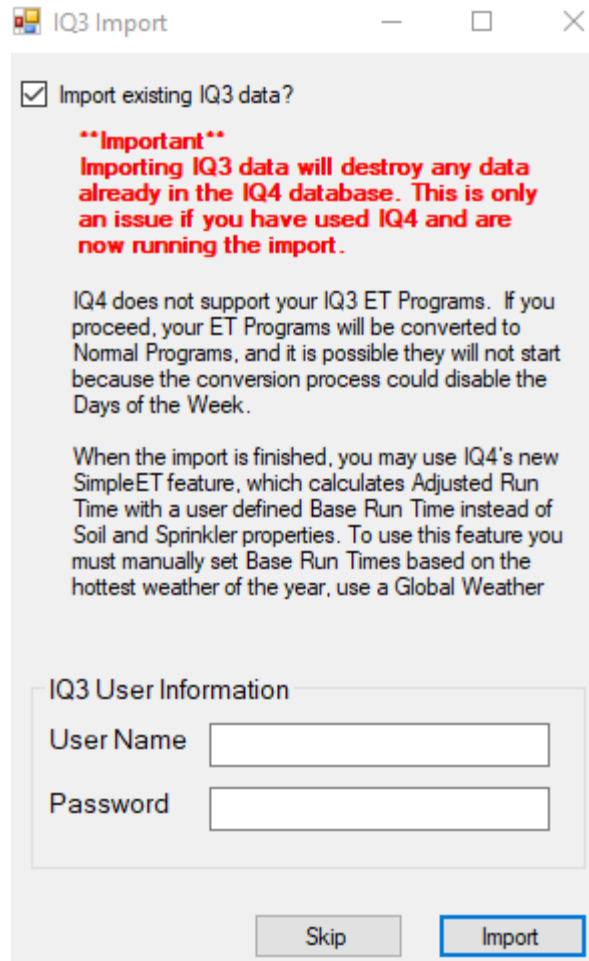 IQ3 Import
Import existing IQ3 data?
**Important**
Importing IQ3 data will destroy any data
already in the IQ4 database. This is only
an issue if you have used IQ4 and are
now running the import.
IQ4 does not support your IQ3 ET Programs.  If you
proceed, your ET Programs will be converted to
Normal Programs, and it is possible they will not start
because the conversion process could disable the
Days of the Week.
When the import is finished, you may use IQ4's new
SimpleET feature, which calculates Adjusted Run
Time with a user defined Base Run Time instead of
Soil and Sprinkler properties. To use this feature you
must manually set Base Run Times based on the
hottest weather of the year, use a Global Weather
IQ3 User Information
User Name
Password
Skip
Import